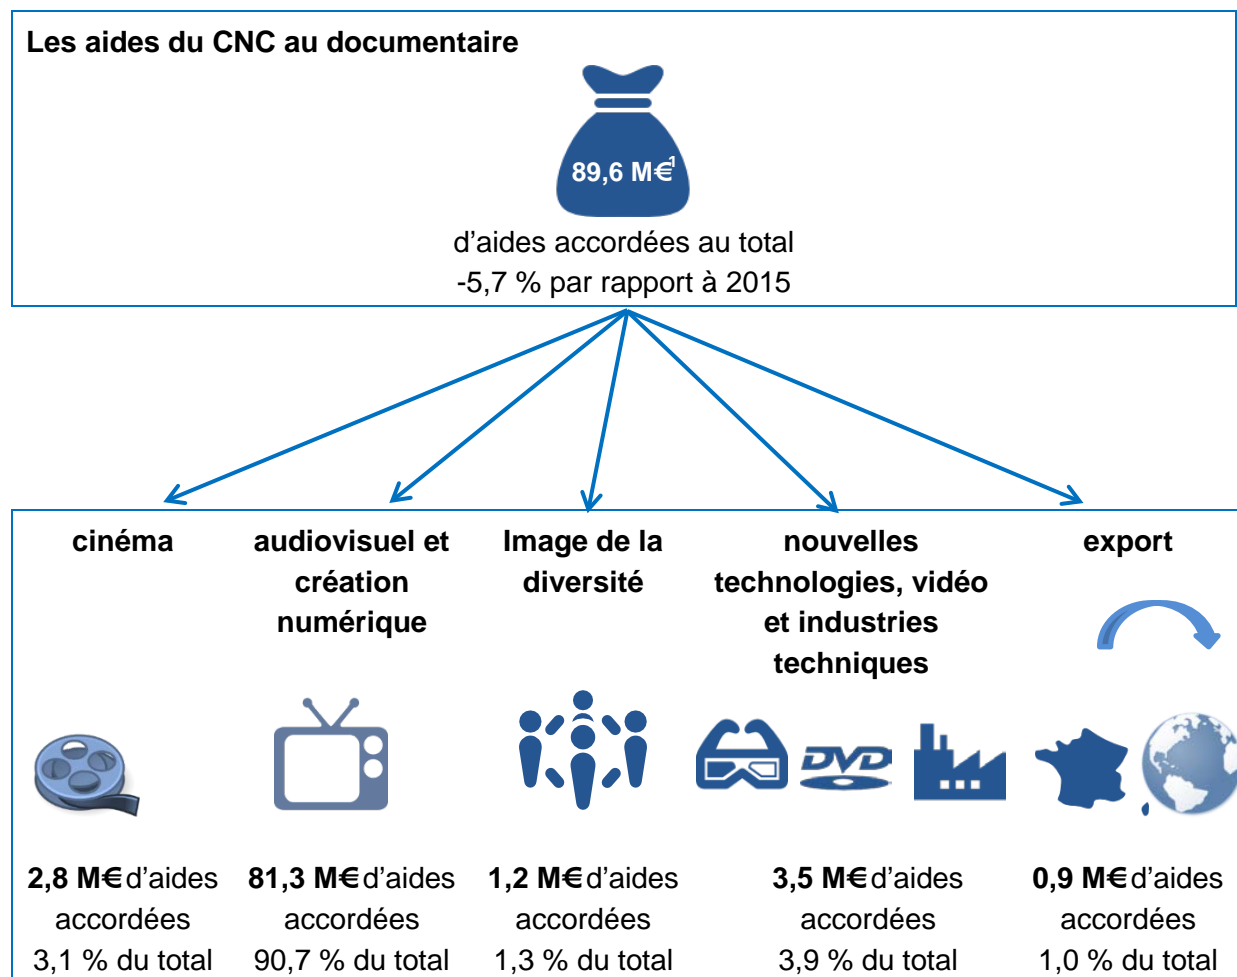 Les aides du CNC au documentaire
89,6 M€1
d'aides accordées au total
-5,7 % par rapport à 2015
cinéma
audiovisuel et
création
numérique
Image de la
diversité
nouvelles
technologies, vidéo
et industries
techniques
export
DVD
2,8 M€ d'aides
accordées
3,1 % du total
81,3 M€ d'aides
accordées
90,7 % du total
1,2 M€ d'aides
accordées
1,3 % du total
3,5 M€ d'aides
accordées
3,9 % du total
0,9 M€ d'aides
accordées
1,0 % du total